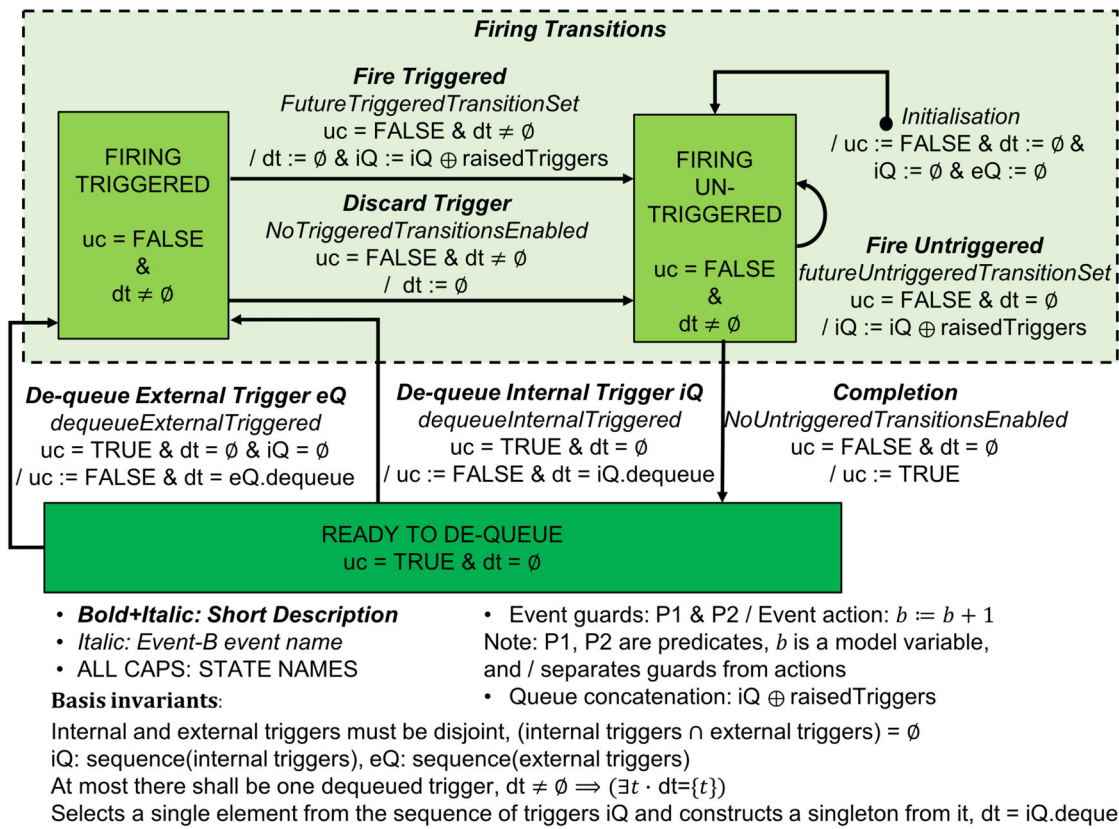 Firing Transitions
Fire Triggered
FutureTriggeredTransitionSet
uc = FALSE & dt ≠ ∅
/ dt := ∅ & iQ := iQ ⊕ raisedTriggers
Discard Trigger
NoTriggeredTransitionsEnabled
uc = FALSE & dt ≠ ∅
/ dt := ∅
FIRING
TRIGGERED
uc = FALSE
&
dt ≠ ∅
FIRING
UN-
TRIGGERED
uc = FALSE
&
dt ≠ ∅
Initialisation
/ uc := FALSE & dt := ∅ &
iQ := ∅ & eQ := ∅
Fire Untriggered
futureUntriggeredTransitionSet
uc = FALSE & dt = ∅
/ iQ := iQ ⊕ raisedTriggers
De-queue External Trigger eQ
dequeueExternalTriggered
uc = TRUE & dt = ∅ & iQ = ∅
/ uc := FALSE & dt = eQ.dequeue
De-queue Internal Trigger iQ
dequeueInternalTriggered
uc = TRUE & dt = ∅
/ uc := FALSE & dt = iQ.dequeue
Completion
NoUntriggeredTransitionsEnabled
uc = FALSE & dt = ∅
/ uc := TRUE
READY TO DE-QUEUE
uc = TRUE & dt = ∅
• Bold+Italic: Short Description
• Italic: Event-B event name
• ALL CAPS: STATE NAMES
• Event guards: P1 & P2 / Event action: b := b + 1
Note: P1, P2 are predicates, b is a model variable,
and / separates guards from actions
• Queue concatenation: iQ ⊕ raisedTriggers
Basis invariants:
Internal and external triggers must be disjoint, (internal triggers ∩ external triggers) = ∅
iQ: sequence(internal triggers), eQ: sequence(external triggers)
At most there shall be one dequeued trigger, dt ≠ ∅ ⟹ (∃t · dt={t})
Selects a single element from the sequence of triggers iQ and constructs a singleton from it, dt = iQ.deque